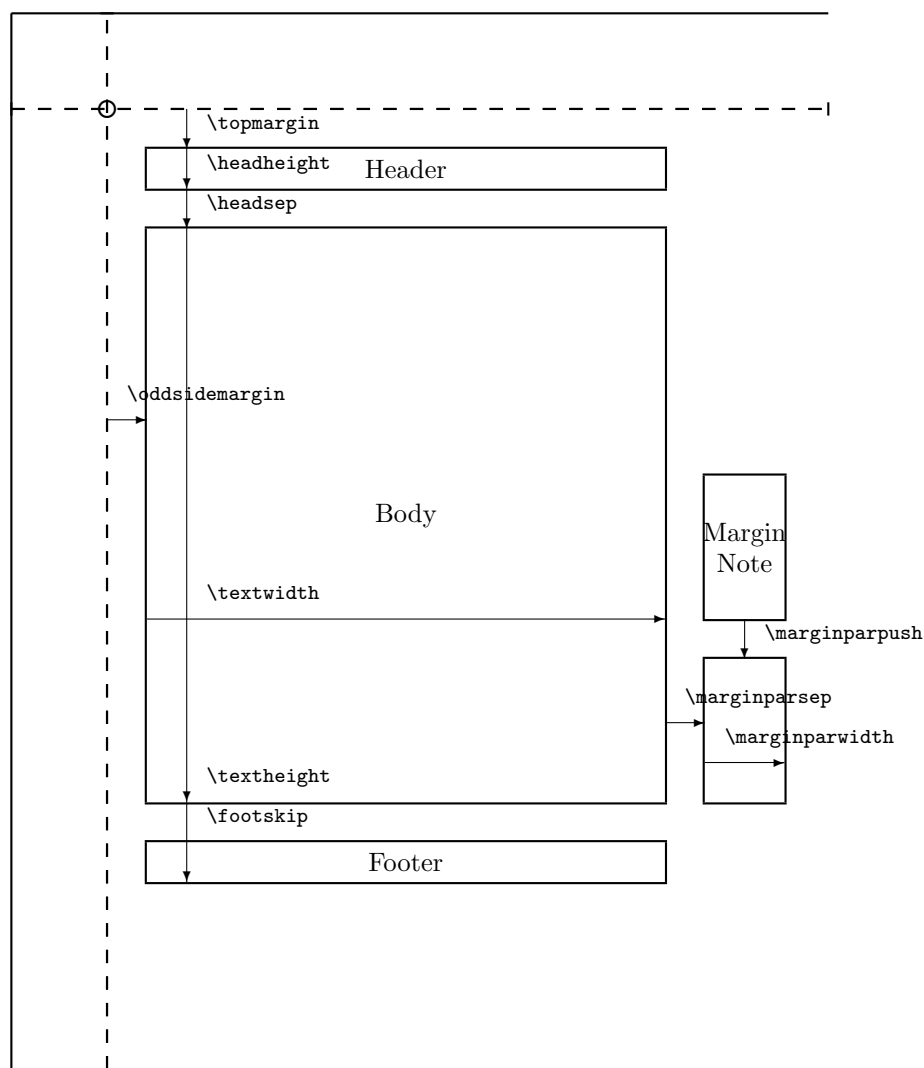 \topmargin
\headheight
Header
\headsep
\oddsidemargin
Body
Margin
Note
\textwidth
\marginparpush
\marginparsep
\marginparwidth
\textheight
\footskip
Footer